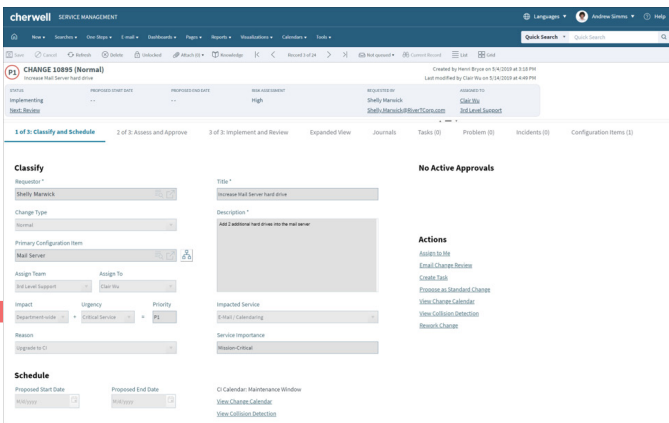 cherwell SERVICE MANAGEMENT Languages Andrew Simms Help
New Searches One-Steps E-mail Dashboards Pages Reports Visualizations Calendars Tools Quick Search Quick Search
Save Cancel Refresh Delete Unlocked Attach (0) Knowledge Record 5 of 24 Not queued Current Record List Grid
P1 CHANGE 10895 (Normal)
Increase Mail Server hard drive
Created by Henri Bryce on 5/4/2019 at 3:18 PM
Last modified by Clair Wu on 5/14/2019 at 4:49 PM
STATUS PROPOSED START DATE PROPOSED END DATE RISK ASSESSMENT REQUESTED BY ASSIGNED TO
Implementing -- -- High Shelly Marwick Clair Wu
Next: Review Shelly.Marwick@RiverTCorp.com 3rd Level Support
1 of 3: Classify and Schedule 2 of 3: Assess and Approve 3 of 3: Implement and Review Expanded View Journals Tasks (0) Problem (0) Incidents (0) Configuration Items (1)
Classify
Requestor *
Shelly Marwick
Change Type
Normal
Primary Configuration Item
Mail Server
Assign Team Assign To
3rd Level Support Clair Wu
Impact Urgency Priority
Department-wide + Critical Service = P1
Reason
Upgrade to CI
Title *
Increase Mail Server hard drive
Description *
Add 2 additional hard drives into the mail server
Impacted Service
E-Mail / Calendaring
Service Importance
Mission-Critical
No Active Approvals
Actions
Assign to Me
Email Change Review
Create Task
Propose as Standard Change
View Change Calendar
View Collision Detection
Rework Change
Schedule
Proposed Start Date Proposed End Date
M/d/yyyy M/d/yyyy
CI Calendar: Maintenance Window
View Change Calendar
View Collision Detection